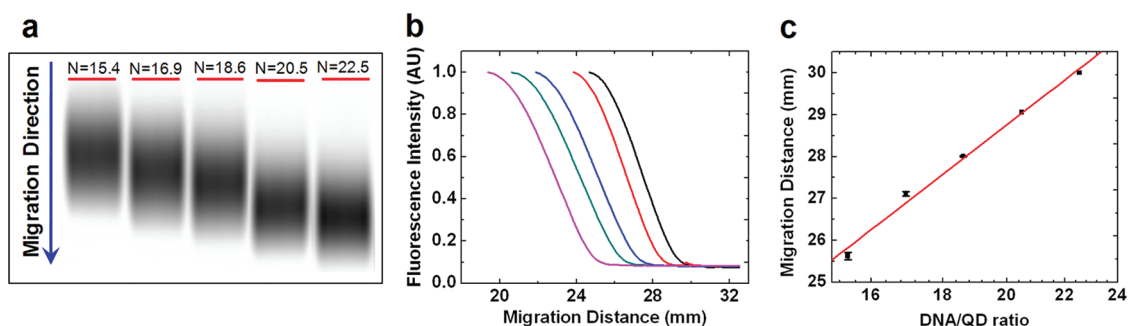 a
N=15.4 N=16.9 N=18.6 N=20.5 N=22.5
Migration Direction
b
Fluorescence Intensity (AU)
1.0
0.8
0.6
0.4
0.2
0.0
20 24 28 32
Migration Distance (mm)
c
Migration Distance (mm)
30
29
28
27
26
25
16 18 20 22 24
DNA/QD ratio